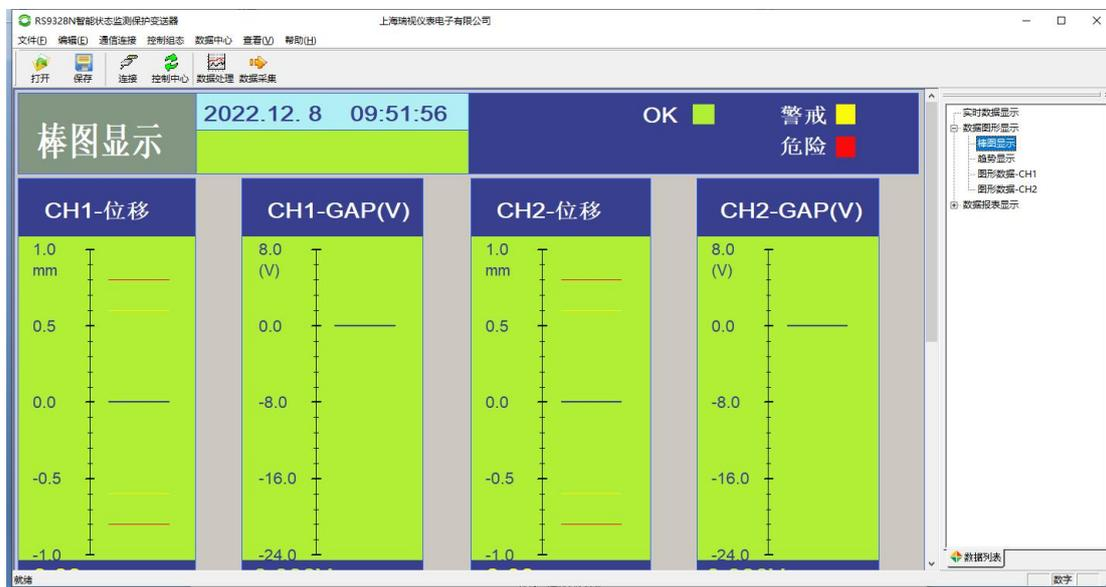 RS9328N智能状态监测保护变送器 上海瑞视仪表电子有限公司
文件(F) 编辑(E) 通信连接 控制组态 数据中心 查看(V) 帮助(H)
打开 保存 连接 控制中心 数据处理 数据采集
棒图显示
2022.12. 8 09:51:56
OK
警戒
危险
CH1-位移
1.0
mm
0.5
0.0
-0.5
-1.0
CH1-GAP(V)
8.0
(V)
0.0
-8.0
-16.0
-24.0
CH2-位移
1.0
mm
0.5
0.0
-0.5
-1.0
CH2-GAP(V)
8.0
(V)
0.0
-8.0
-16.0
-24.0
实时数据显示
数据图形显示
棒图显示
趋势显示
图形数据-CH1
图形数据-CH2
数据报表显示
数据列表
就绪
数字